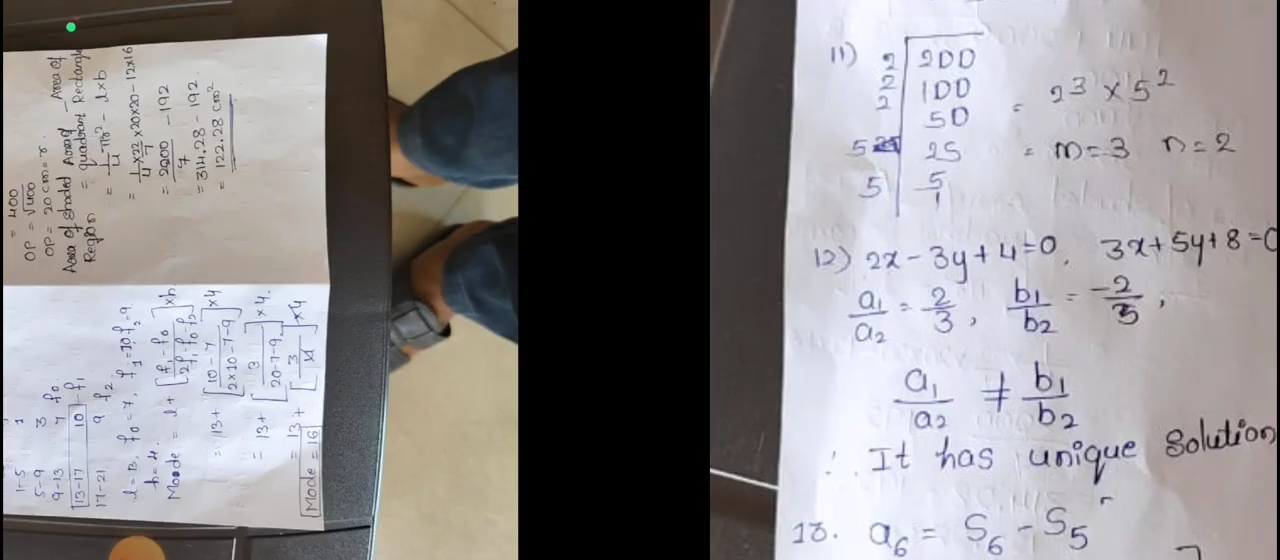 = 400
OP = √400
OP = 20 cm = r.
Area of shaded Region = Area of quadrant - Area of Rectangle
= 1/4 πr² - l×b
= 1/4 × 22/7 × 20×20 - 12×16
= 2200/7 - 192
= 314.28 - 192.
= 122.28 cm²
1-5 1
5-9 3
9-13 7 f0
13-17 10 - f1
17-21 9 f2
l = 13, f0 = 7, f1 = 10, f2 = 9
h = 4.
Moode = l + [f1 - f0 / 2f1 - f0 - f2] × h
= 13 + [10 - 7 / 2×10 - 7 - 9] × 4
= 13 + [3 / 20 - 7 - 9] × 4.
= 13 + [3 / 4] × 4
Mode = 16
11) 2 | 200
2 | 100
2 | 50 = 2³ × 5²
5 | 25 = m = 3 n = 2
5 | 5
1
12) 2x - 3y + 4 = 0, 3x + 5y + 8 = 0
a1/a2 = 2/3, b1/b2 = -2/5,
a1/a2 ≠ b1/b2
∴ It has unique solution
13. a6 = S6 - S5